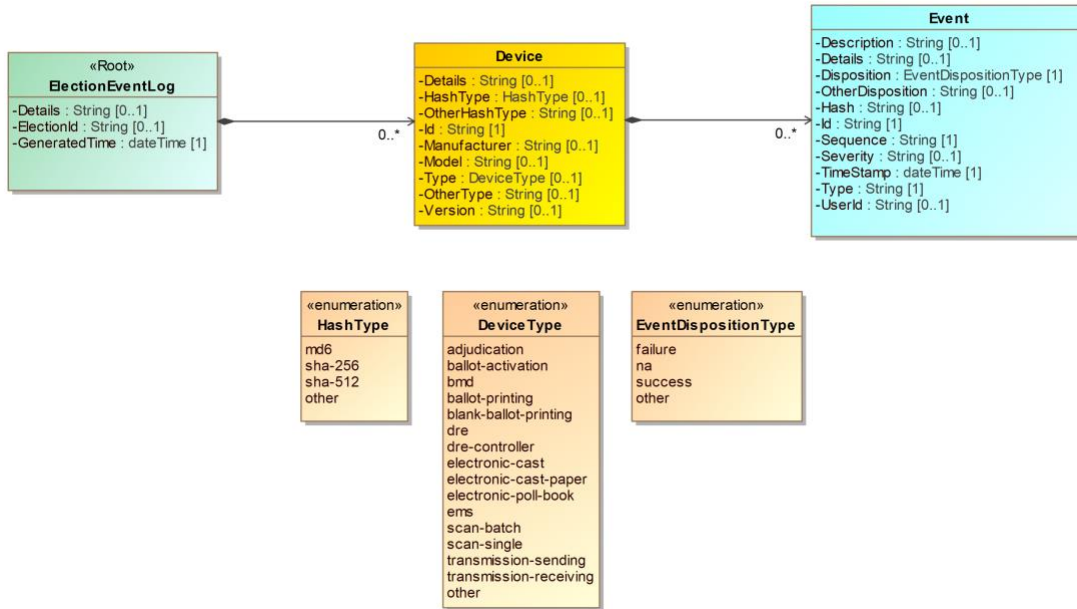 «Root»
ElectionEventLog
-Details : String [0..1]
-ElectionId : String [0..1]
-GeneratedTime : dateTime [1]
0..*
Device
-Details : String [0..1]
-HashType : HashType [0..1]
-OtherHashType : String [0..1]
-Id : String [1]
-Manufacturer : String [0..1]
-Model : String [0..1]
-Type : DeviceType [0..1]
-OtherType : String [0..1]
-Version : String [0..1]
0..*
Event
-Description : String [0..1]
-Details : String [0..1]
-Disposition : EventDispositionType [1]
-OtherDisposition : String [0..1]
-Hash : String [0..1]
-Id : String [1]
-Sequence : String [1]
-Severity : String [0..1]
-TimeStamp : dateTime [1]
-Type : String [1]
-UserId : String [0..1]
«enumeration»
HashType
md6
sha-256
sha-512
other
«enumeration»
DeviceType
adjudication
ballot-activation
bmd
ballot-printing
blank-ballot-printing
dre
dre-controller
electronic-cast
electronic-cast-paper
electronic-poll-book
ems
scan-batch
scan-single
transmission-sending
transmission-receiving
other
«enumeration»
EventDispositionType
failure
na
success
other